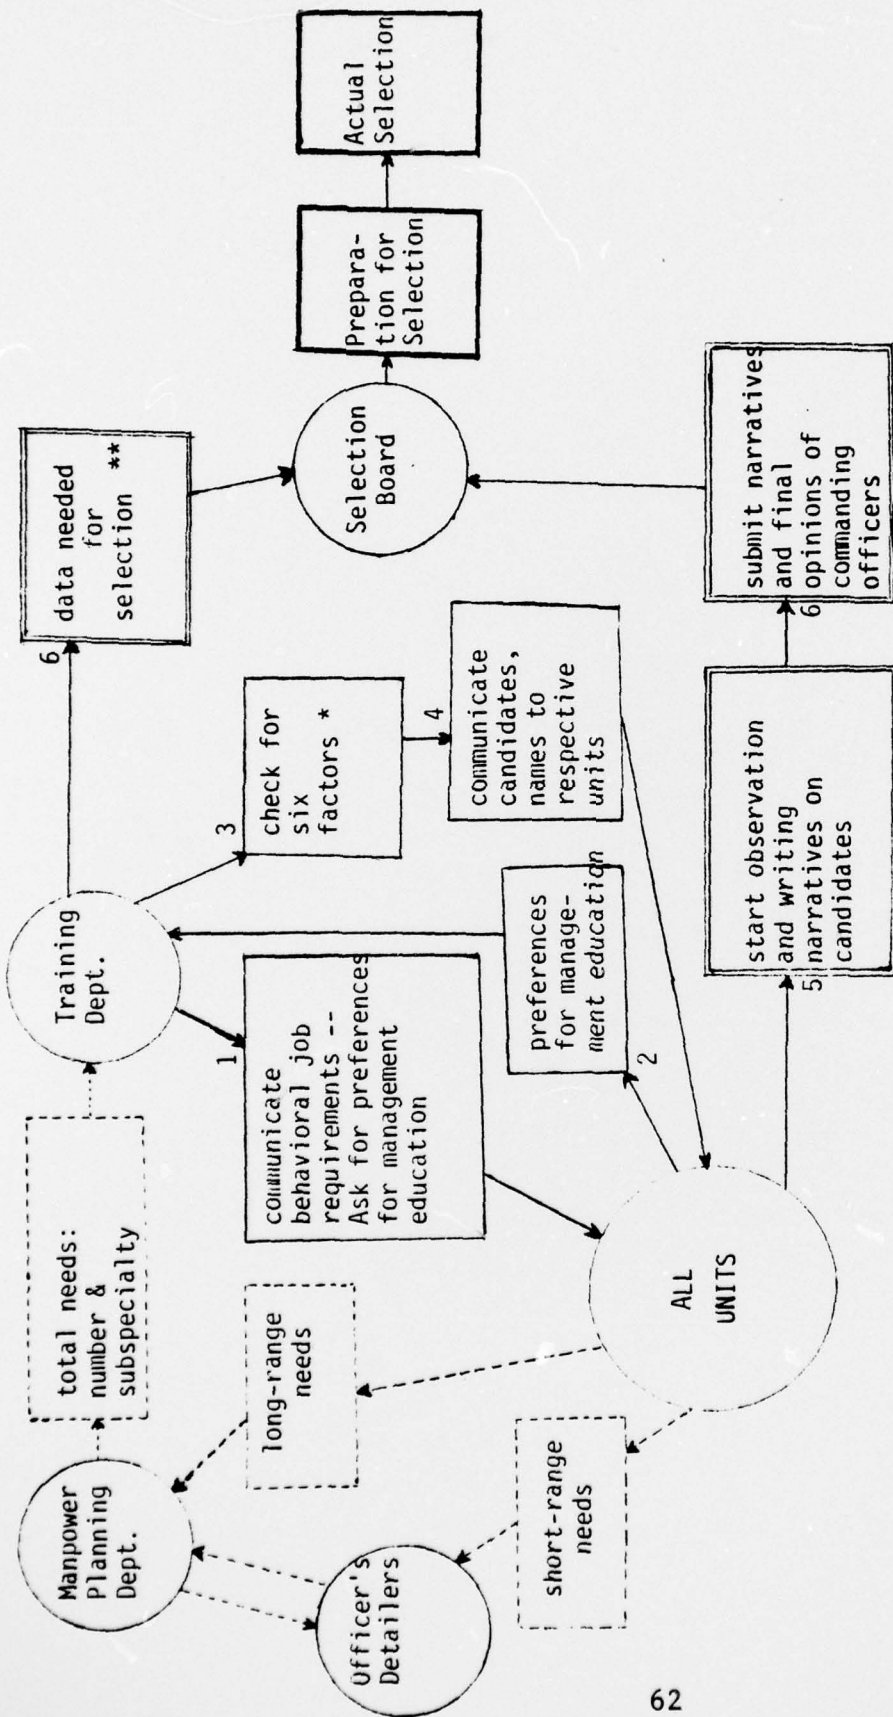 Manpower
Planning
Dept.
total needs:
number &
subspecialty
Training
Dept.
6
data needed
for
selection **
Officer's
Detailers
long-range
needs
1
communicate
behavioral job
requirements --
Ask for preferences
for management
education
3
check for
six
factors *
Selection
Board
Prepara-
tion for
Selection
Actual
Selection
short-range
needs
ALL
UNITS
2
preferences
for manage-
ment education
4
communicate
candidates,
names to
respective
units
start observation
and writing
5 narratives on
candidates
submit narratives
and final
6 opinions of
commanding
officers
62